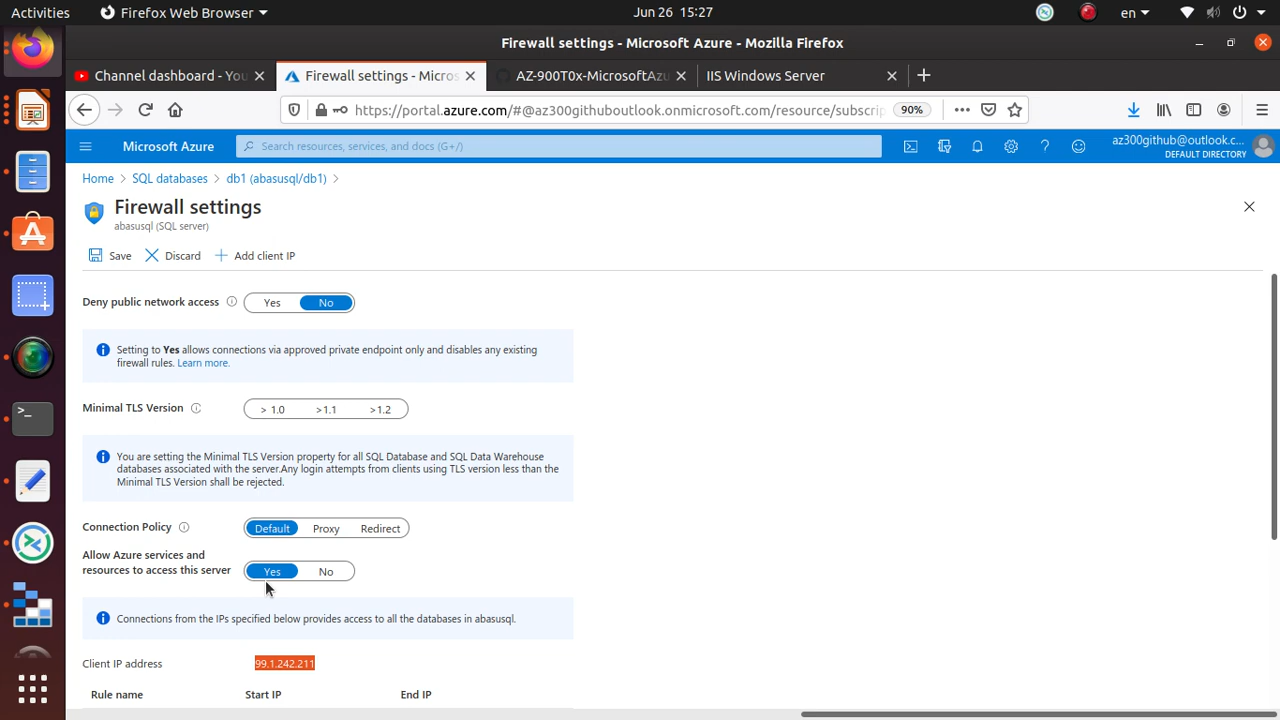 Activities
Firefox Web Browser
Jun 26 15:27
en
Firewall settings - Microsoft Azure - Mozilla Firefox
Channel dashboard - You
Firewall settings - Micros
AZ-900T0x-MicrosoftAzu
IIS Windows Server
https://portal.azure.com/#@az300githuboutlook.onmicrosoft.com/resource/subscrip
90%
Microsoft Azure
Search resources, services, and docs (G+/)
az300github@outlook.c...
DEFAULT DIRECTORY
Home > SQL databases > db1 (abasusql/db1) >
Firewall settings
abasusql (SQL server)
Save
Discard
Add client IP
Deny public network access
Yes
No
Setting to Yes allows connections via approved private endpoint only and disables any existing
firewall rules. Learn more.
Minimal TLS Version
> 1.0
>1.1
>1.2
You are setting the Minimal TLS Version property for all SQL Database and SQL Data Warehouse
databases associated with the server.Any login attempts from clients using TLS version less than the
Minimal TLS Version shall be rejected.
Connection Policy
Default
Proxy
Redirect
Allow Azure services and
resources to access this server
Yes
No
Connections from the IPs specified below provides access to all the databases in abasusql.
Client IP address
99.1.242.211
Rule name
Start IP
End IP